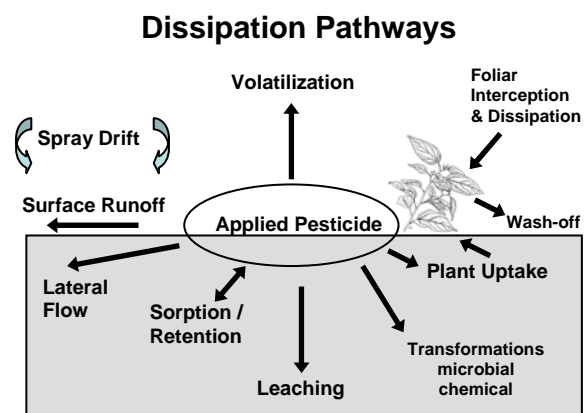 Dissipation Pathways
Volatilization
Foliar
Interception
& Dissipation
Spray Drift
Surface Runoff
Applied Pesticide
Wash-off
Lateral
Flow
Sorption /
Retention
Plant Uptake
Leaching
Transformations
microbial
chemical